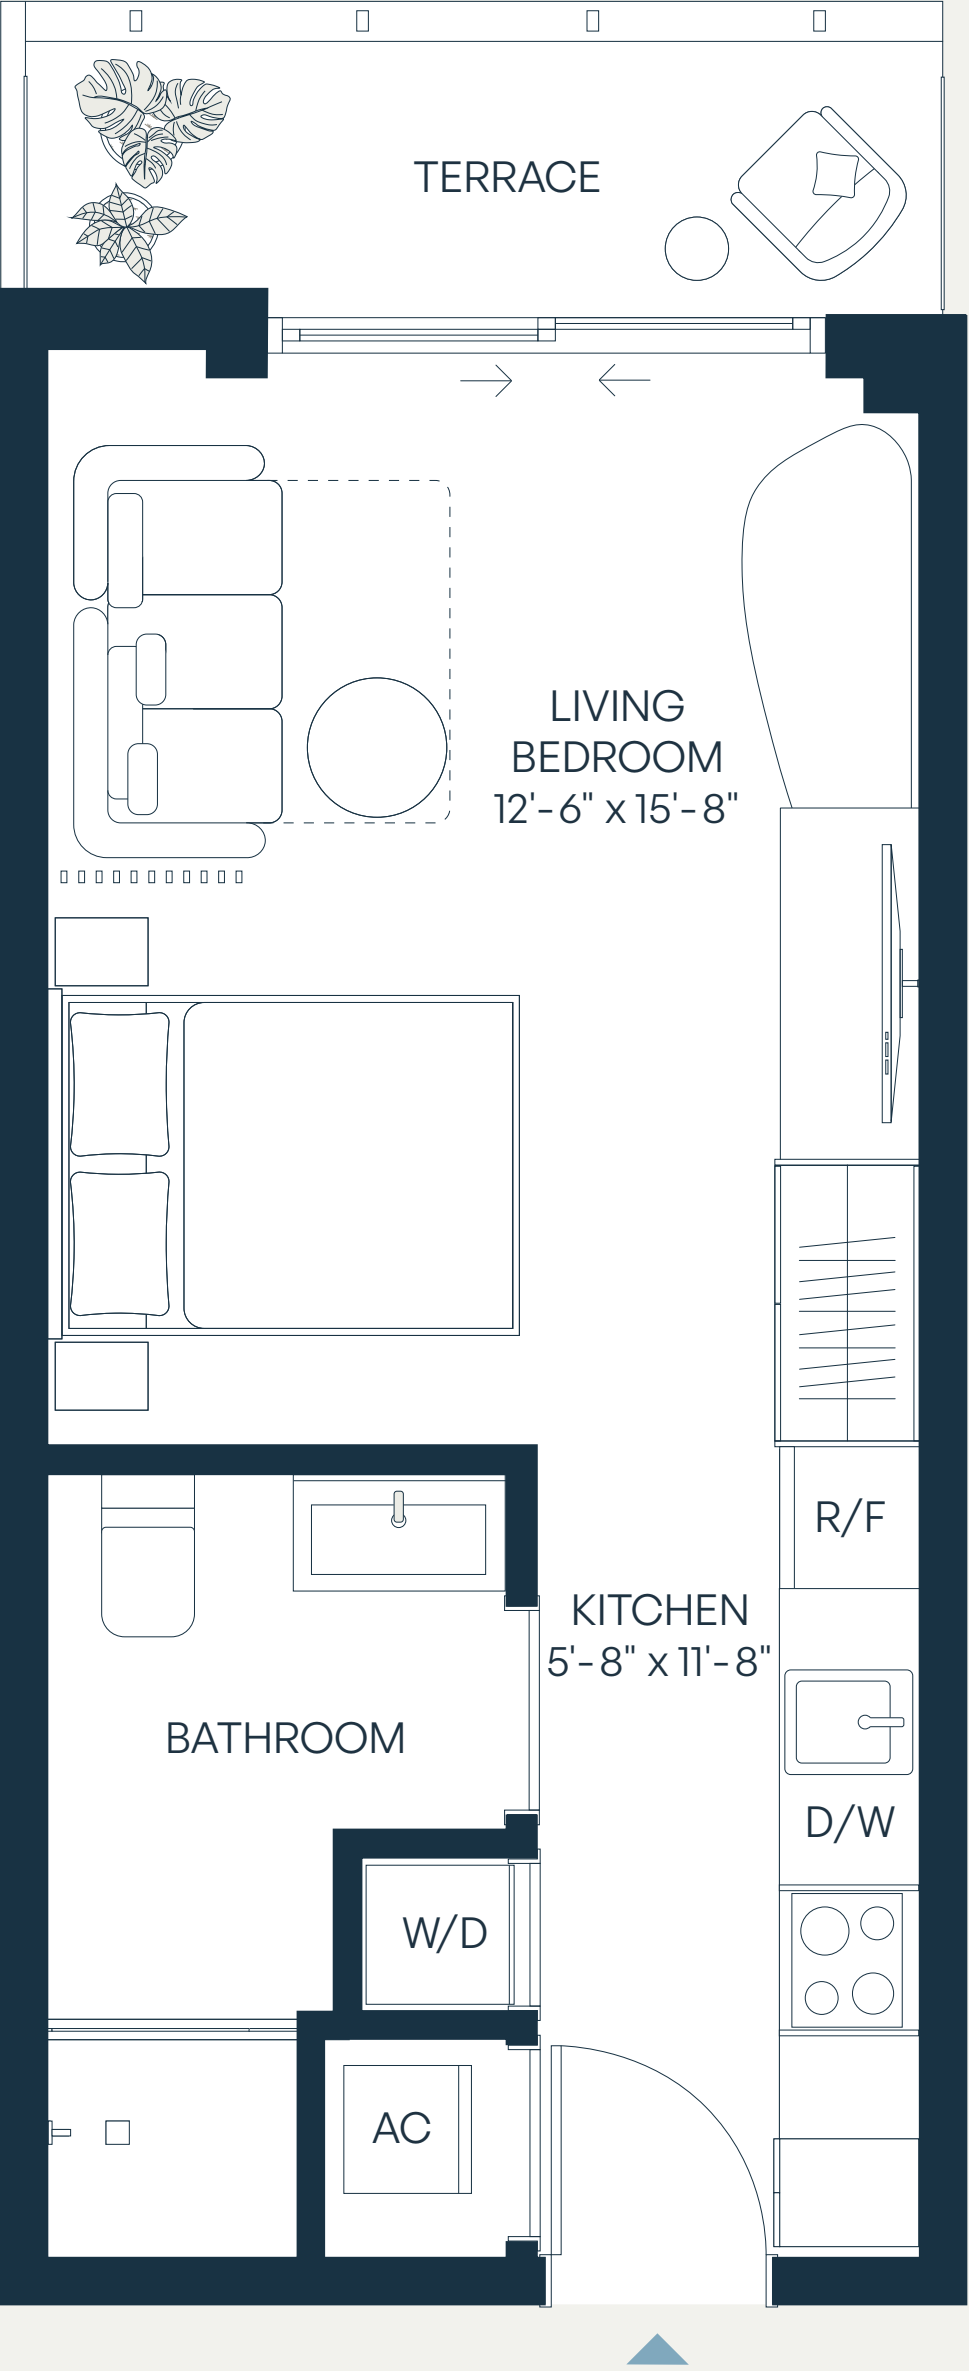 TERRACE
LIVING
BEDROOM
12'-6" x 15'-8"
R/F
KITCHEN
5'-8" x 11'-8"
BATHROOM
D/W
W/D
AC